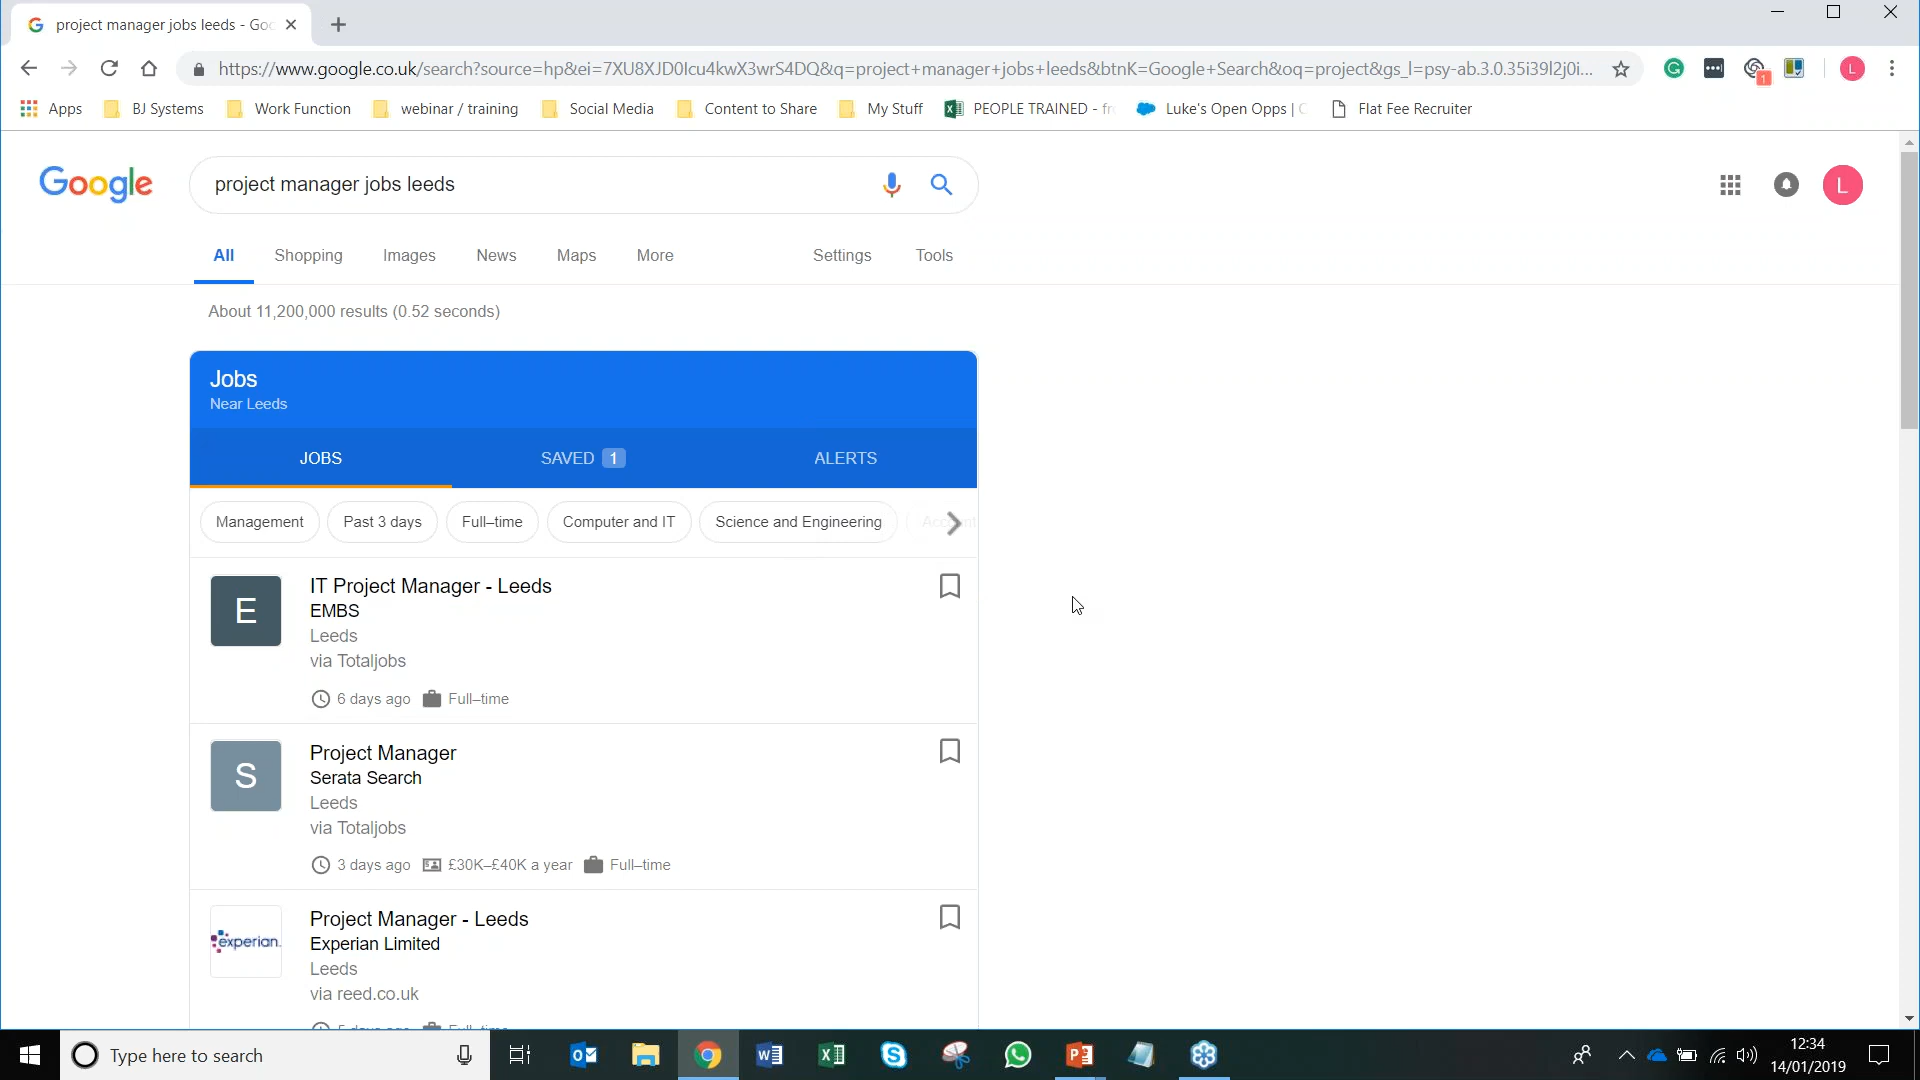 project manager jobs leeds - Goo
https://www.google.co.uk/search?source=hp&ei=7XU8XJD0Icu4kwX3wrS4DQ&q=project+manager+jobs+leeds&btnK=Google+Search&oq=project&gs_l=psy-ab.3.0.35i39l2j0i...
1
L
Apps
BJ Systems
Work Function
webinar / training
Social Media
Content to Share
My Stuff
PEOPLE TRAINED - fr
Luke's Open Opps | C
Flat Fee Recruiter
Google
project manager jobs leeds
L
All
Shopping
Images
News
Maps
More
Settings
Tools
About 11,200,000 results (0.52 seconds)
Jobs
Near Leeds
JOBS
SAVED 1
ALERTS
Management
Past 3 days
Full–time
Computer and IT
Science and Engineering
E
IT Project Manager - Leeds
EMBS
Leeds
via Totaljobs
6 days ago
Full–time
S
Project Manager
Serata Search
Leeds
via Totaljobs
3 days ago
£30K–£40K a year
Full–time
experian.
Project Manager - Leeds
Experian Limited
Leeds
via reed.co.uk
5 days ago
Full–time
Type here to search
12:34
14/01/2019